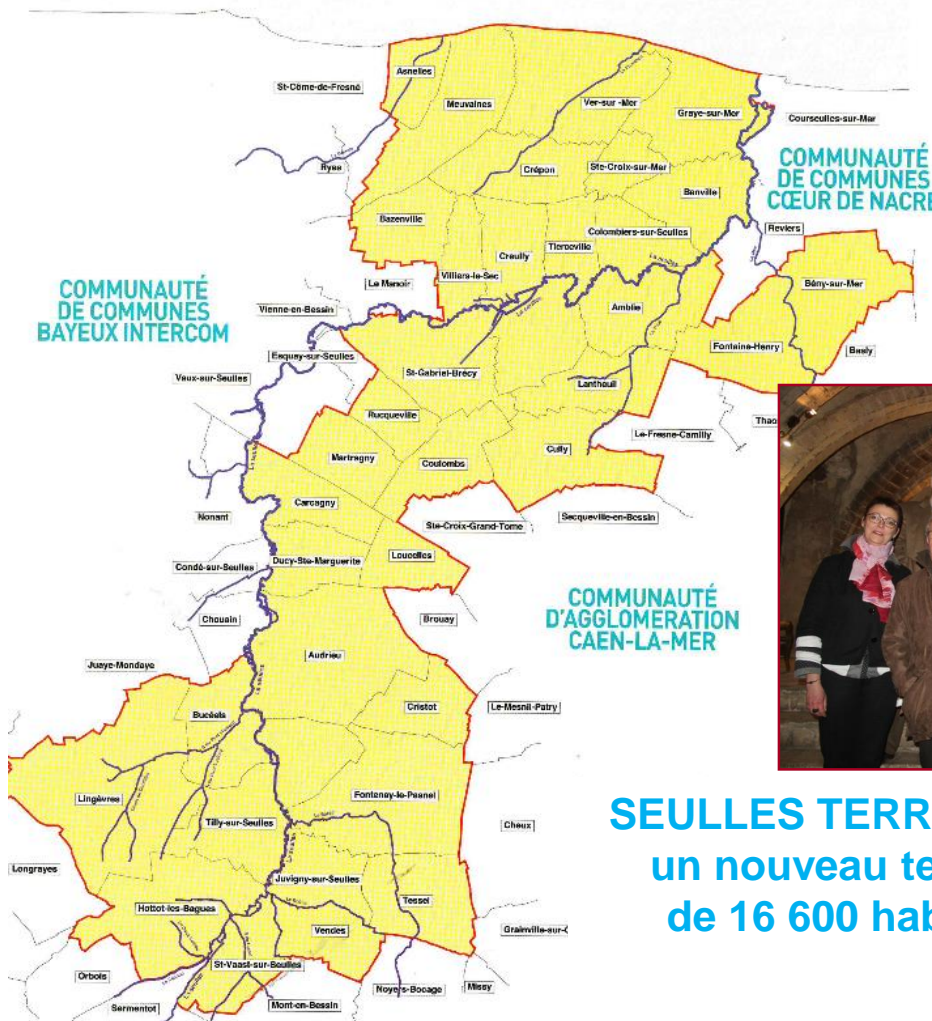 Asnelles
St-Côme-de-Fresné
Meuvaines
Ver-sur -Mer
Graye-sur-Mer
Courseulles-sur-Mer
Ryes
Crépon
Ste-Croix-sur-Mer
COMMUNAUTÉ
DE COMMUNES
CŒUR DE NACRE
Banville
Bazenville
Colombiers-sur-Seulles
Reviers
Tierceville
Creully
Villiers-le-Sec
Le Manoir
Bény-sur-Mer
COMMUNAUTÉ
DE COMMUNES
BAYEUX INTERCOM
Vienne-en-Bessin
Amblie
Fontaine-Henry
Basly
Esquay-sur-Seulles
St-Gabriel-Brécy
Vaux-sur-Seulles
Lantheuil
Rucqueville
Thao
Le-Fresne-Camilly
Cully
Martragny
Coulombs
Carcagny
Nonant
Ste-Croix-Grand-Tome
Secqueville-en-Bessin
Loucelles
Ducy-Ste-Marguerite
Condé-sur-Seulles
COMMUNAUTÉ
D'AGGLOMERATION
CAEN-LA-MER
Chouain
Brouay
Audrieu
Juaye-Mondaye
Cristot
Le-Mesnil-Patry
Bucéels
Lingèvres
Fontenay-le-Pesnel
Tilly-sur-Seulles
Cheux
SEULLES TERR
un nouveau te
de 16 600 hab
Longrayes
Juvigny-sur-Seulles
Tessel
Hottot-les-Bagues
Vendes
Grainville-sur-
St-Vaast-sur-Seulles
Orbois
Noyers-Bocage
Missy
Sermentot
Mont-en-Bessin